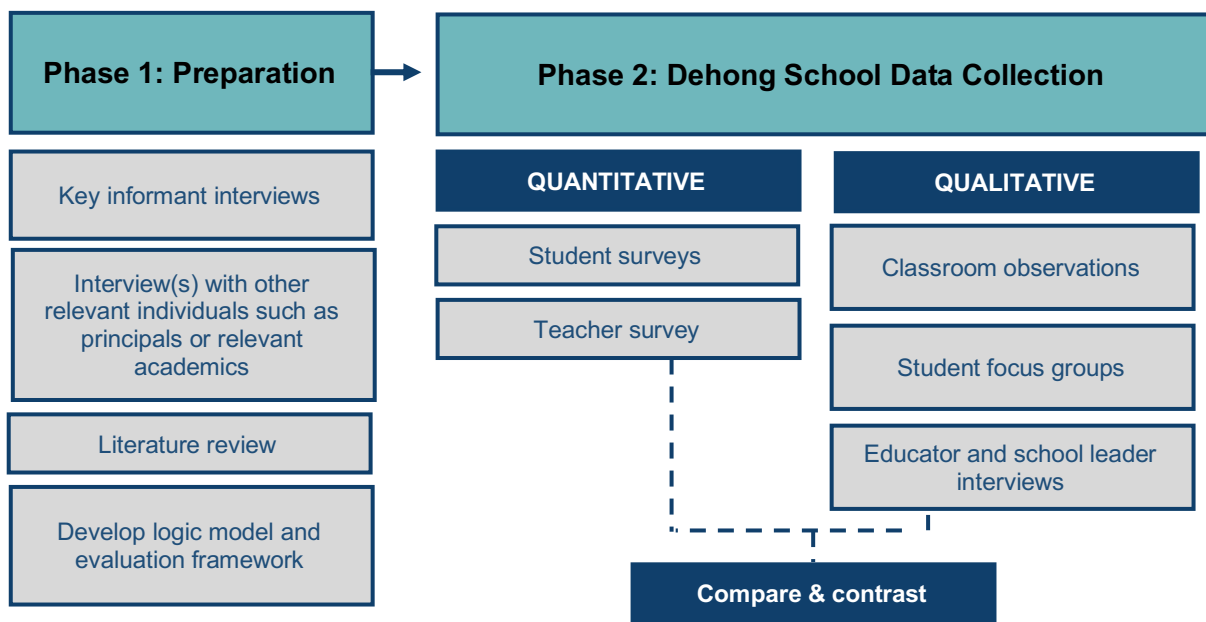 Phase 1: Preparation
Key informant interviews
Interview(s) with other
relevant individuals such as
principals or relevant
academics
Literature review
Develop logic model and
evaluation framework
Phase 2: Dehong School Data Collection
QUANTITATIVE
Student surveys
Teacher survey
QUALITATIVE
Classroom observations
Student focus groups
Educator and school leader
interviews
Compare & contrast